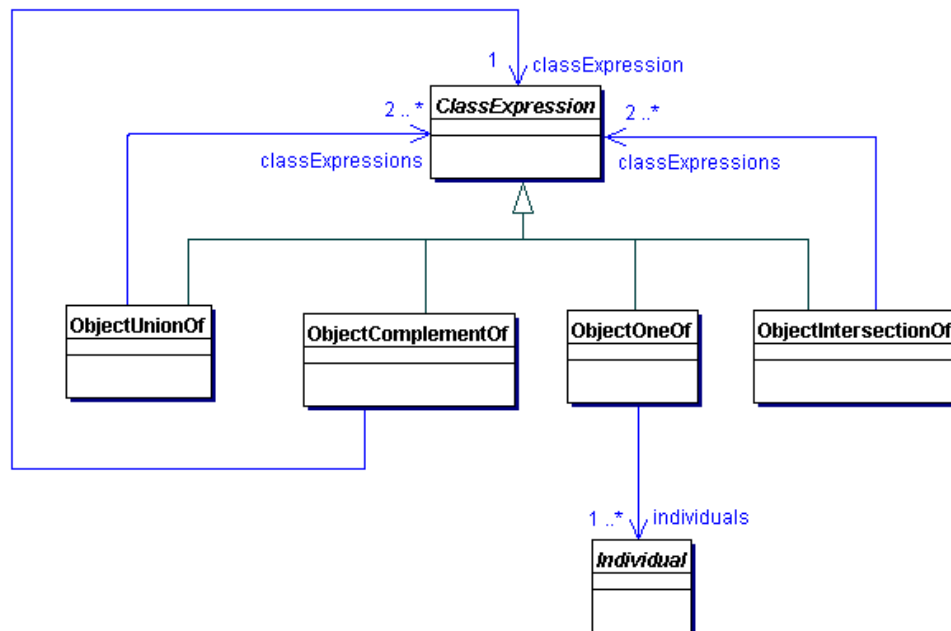 1
classExpression
ClassExpression
2 ..*
2 ..*
classExpressions
classExpressions
ObjectUnionOf
ObjectComplementOf
ObjectOneOf
ObjectIntersectionOf
1 ..*
individuals
Individual